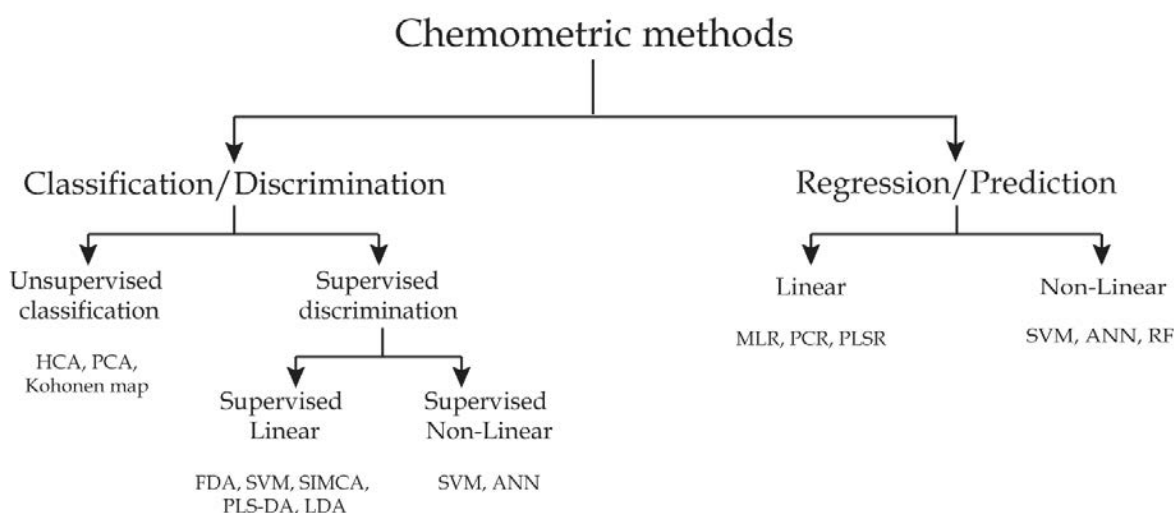 Chemometric methods
Classification/Discrimination
Regression/Prediction
Unsupervised
classification
HCA, PCA,
Kohonen map
Supervised
discrimination
Supervised
Linear
FDA, SVM, SIMCA,
PLS-DA, LDA
Supervised
Non-Linear
SVM, ANN
Linear
MLR, PCR, PLSR
Non-Linear
SVM, ANN, RF